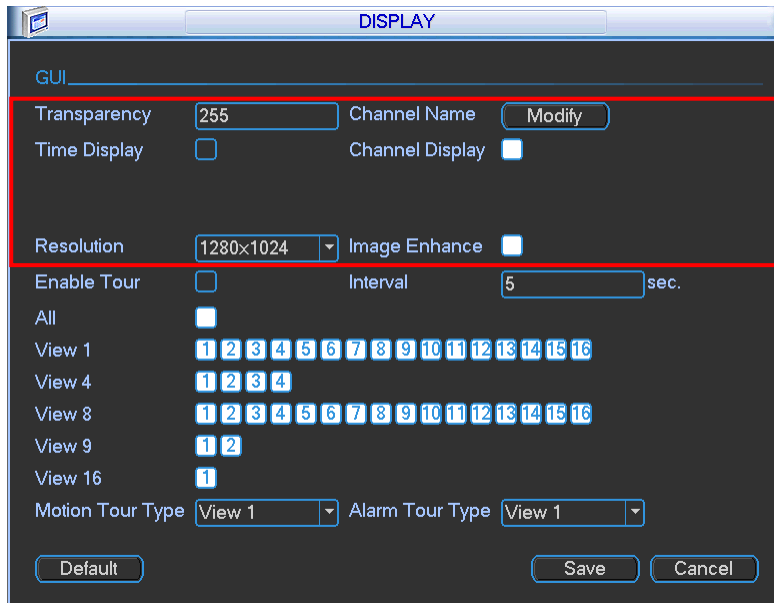 DISPLAY
GUI
Transparency 255 Channel Name Modify
Time Display Channel Display
Resolution 1280×1024 Image Enhance
Enable Tour Interval 5 sec.
All
View 1 1 2 3 4 5 6 7 8 9 10 11 12 13 14 15 16
View 4 1 2 3 4
View 8 1 2 3 4 5 6 7 8 9 10 11 12 13 14 15 16
View 9 1 2
View 16 1
Motion Tour Type View 1 Alarm Tour Type View 1
Default Save Cancel